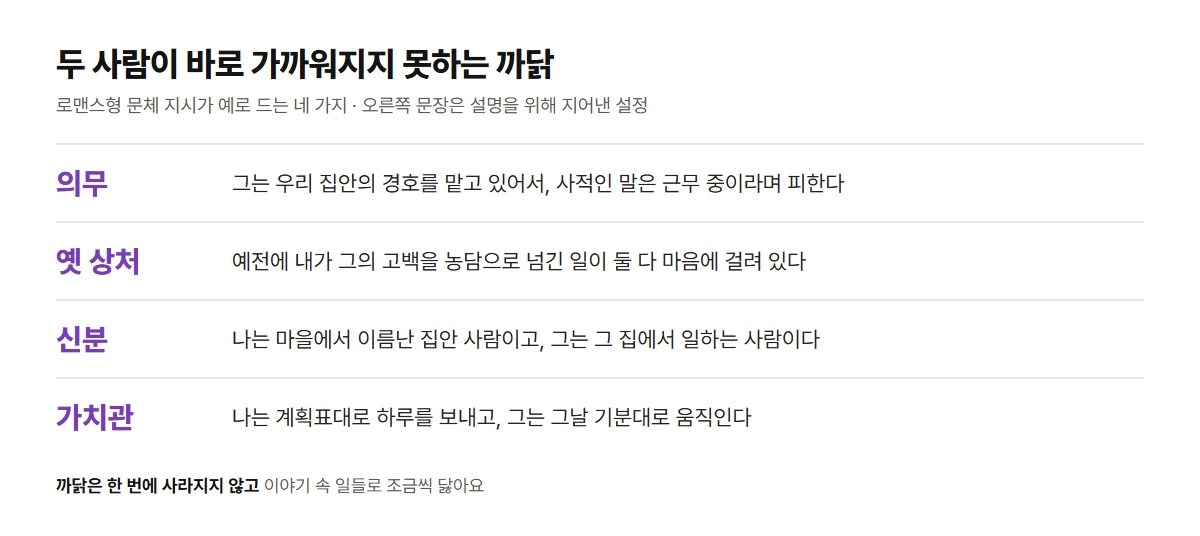 두 사람이 바로 가까워지지 못하는 까닭
로맨스형 문체 지시가 예로 드는 네 가지 · 오른쪽 문장은 설명을 위해 지어낸 설정
의무
그는 우리 집안의 경호를 맡고 있어서, 사적인 말은 근무 중이라며 피한다
옛 상처
예전에 내가 그의 고백을 농담으로 넘긴 일이 둘 다 마음에 걸려 있다
신분
나는 마을에서 이름난 집안 사람이고, 그는 그 집에서 일하는 사람이다
가치관
나는 계획표대로 하루를 보내고, 그는 그날 기분대로 움직인다
까닭은 한 번에 사라지지 않고 이야기 속 일들로 조금씩 닳아요